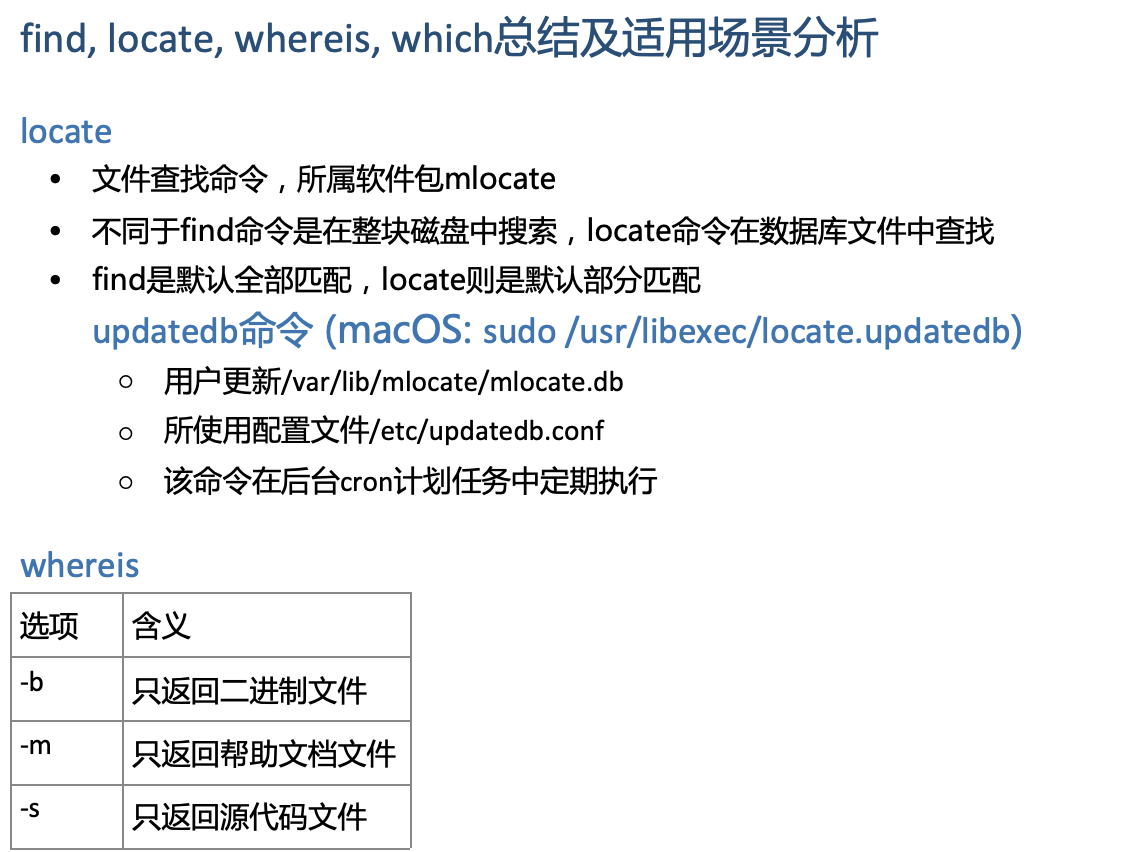 find, locate, whereis, which总结及适用场景分析
locate
• 文件查找命令，所属软件包mlocate
• 不同于find命令是在整块磁盘中搜索，locate命令在数据库文件中查找
• find是默认全部匹配，locate则是默认部分匹配
updatedb命令 (macOS: sudo /usr/libexec/locate.updatedb)
○ 用户更新/var/lib/mlocate/mlocate.db
○ 所使用配置文件/etc/updatedb.conf
○ 该命令在后台cron计划任务中定期执行
whereis
选项 含义
-b 只返回二进制文件
-m 只返回帮助文档文件
-s 只返回源代码文件